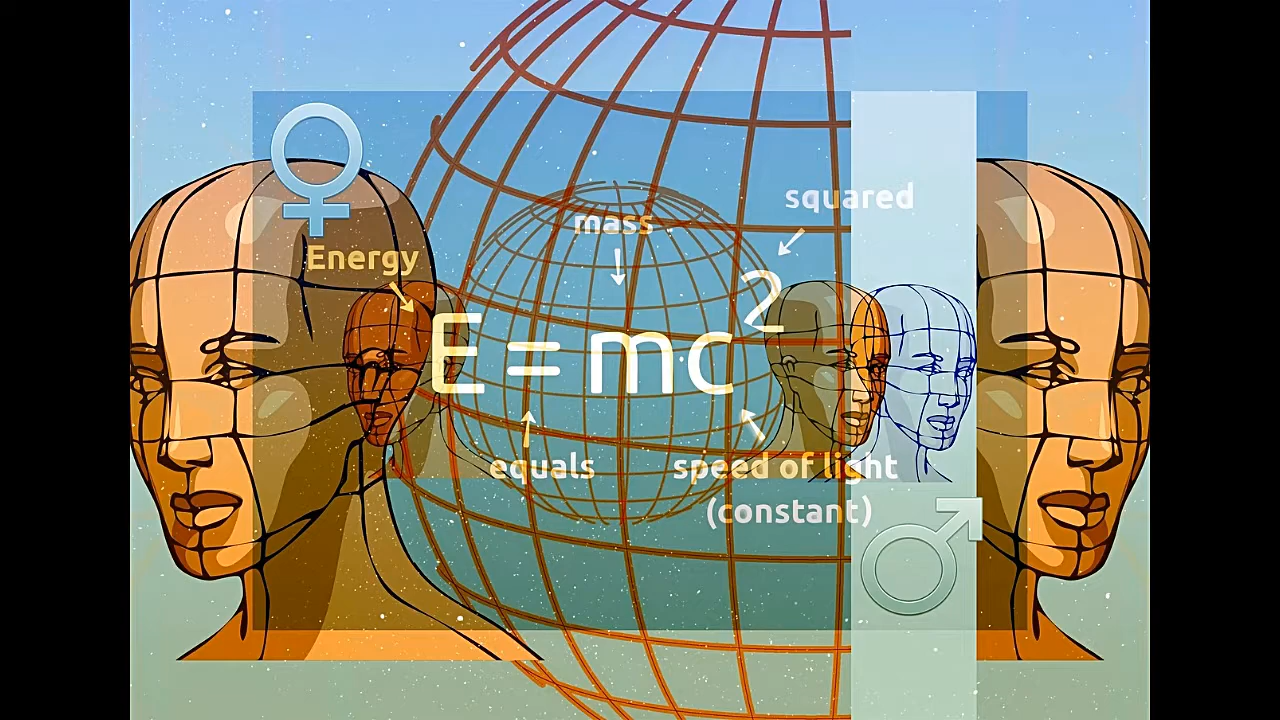 squared
mass
Energy
E=mc²
equals
speed of light
(constant)